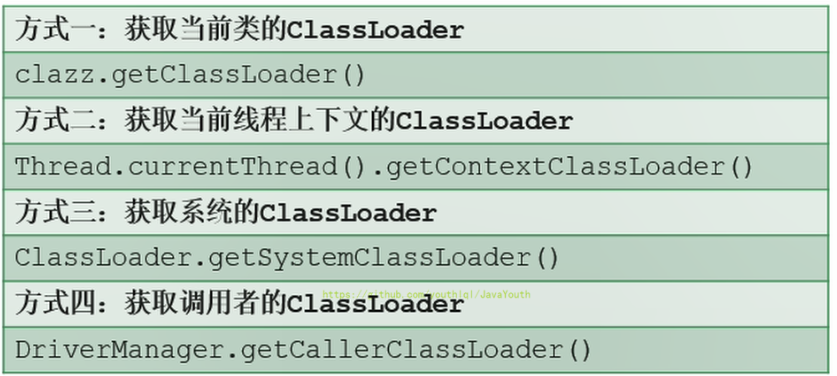 方式一：获取当前类的ClassLoader
clazz.getClassLoader()
方式二：获取当前线程上下文的ClassLoader
Thread.currentThread().getContextClassLoader()
方式三：获取系统的ClassLoader
ClassLoader.getSystemClassLoader()
https://github.com/youthlql/JavaYouth
方式四：获取调用者的ClassLoader
DriverManager.getCallerClassLoader()